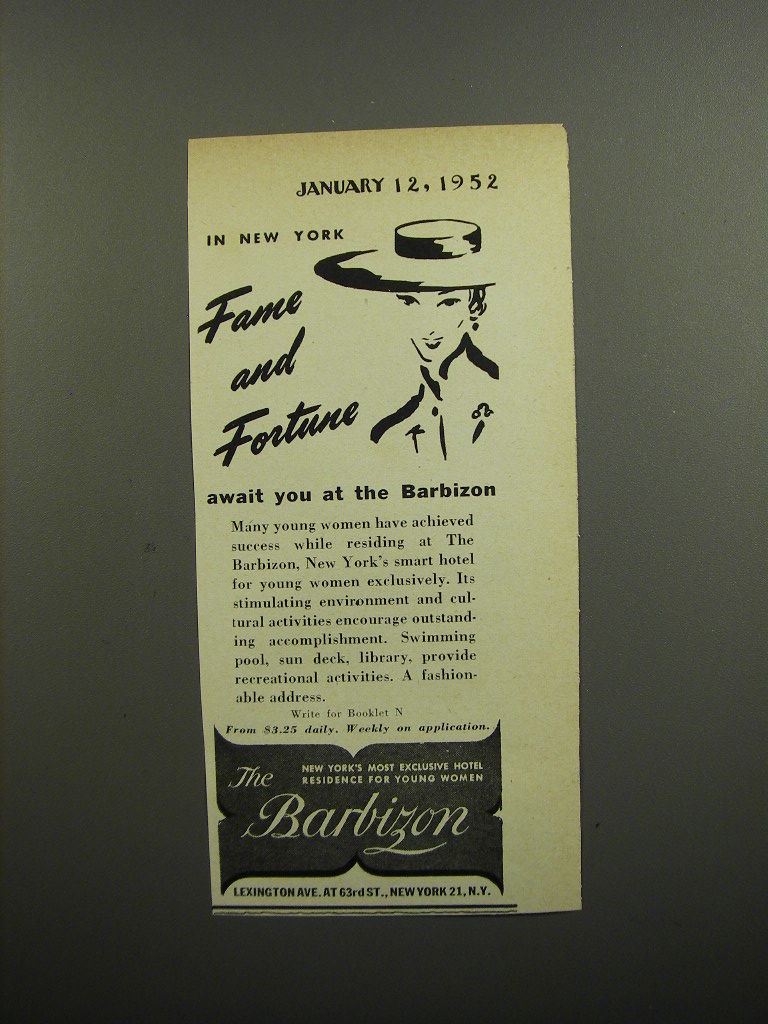 JANUARY 12, 1952
IN NEW YORK
Fame
and
Fortune
await you at the Barbizon
Many young women have achieved
success while residing at The
Barbizon, New York's smart hotel
for young women exclusively. Its
stimulating environment and cul-
tural activities encourage outstand-
ing accomplishment. Swimming
pool, sun deck, library, provide
recreational activities. A fashion-
able address.
Write for Booklet N
From $3.25 daily. Weekly on application.
The
NEW YORK'S MOST EXCLUSIVE HOTEL
RESIDENCE FOR YOUNG WOMEN
Barbizon
LEXINGTON AVE. AT 63rd ST., NEW YORK 21, N.Y.